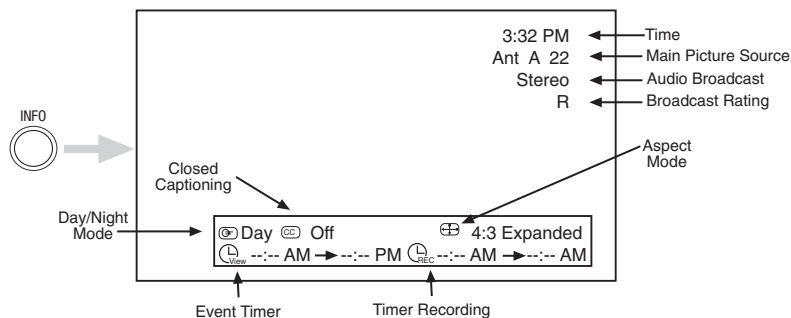 INFO
3:32 PM
Ant A 22
Stereo
R
Time
Main Picture Source
Audio Broadcast
Broadcast Rating
Aspect
Mode
Closed
Captioning
Day/Night
Mode
Day CC Off 4:3 Expanded
View --:-- AM --:-- PM REC --:-- AM --:-- AM
Event Timer
Timer Recording